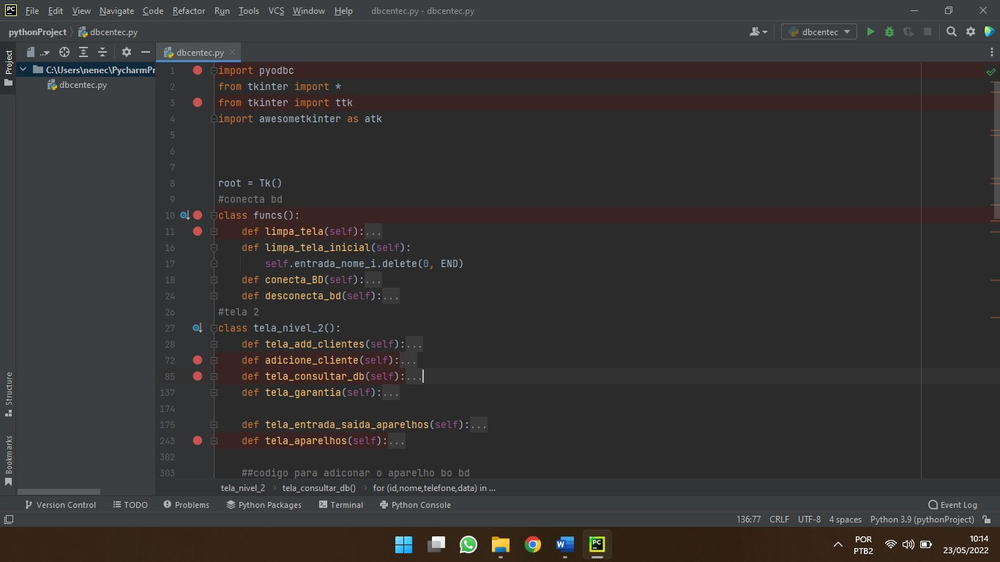 PC File Edit View Navigate Code Refactor Run Tools VCS Window Help dbcentec.py - dbcentec.py
pythonProject dbcentec.py dbcentec
Project
... dbcentec.py
C:\Users\nenec\PycharmPr
dbcentec.py
1 import pyodbc
2 from tkinter import *
3 from tkinter import ttk
4 import awesometkinter as atk
5
6
7
8 root = Tk()
9 #conecta bd
10 class funcs():
11 def limpa_tela(self):...
16 def limpa_tela_inicial(self):
17 self.entrada_nome_i.delete(0, END)
18 def conecta_BD(self):...
24 def desconecta_bd(self):...
26 #tela 2
27 class tela_nivel_2():
28 def tela_add_clientes(self):...
72 def adicione_cliente(self):...
85 def tela_consultar_db(self):...
137 def tela_garantia(self):...
174
175 def tela_entrada_saida_aparelhos(self):...
243 def tela_aparelhos(self):...
302
303 ##codigo para adiconar o aparelho bo bd
Structure
Bookmarks
tela_nivel_2 tela_consultar_db() for (id,nome,telefone,data) in ...
Version Control TODO Problems Python Packages Terminal Python Console Event Log
136:77 CRLF UTF-8 4 spaces Python 3.9 (pythonProject)
W PC
POR
PTB2
10:14
23/05/2022